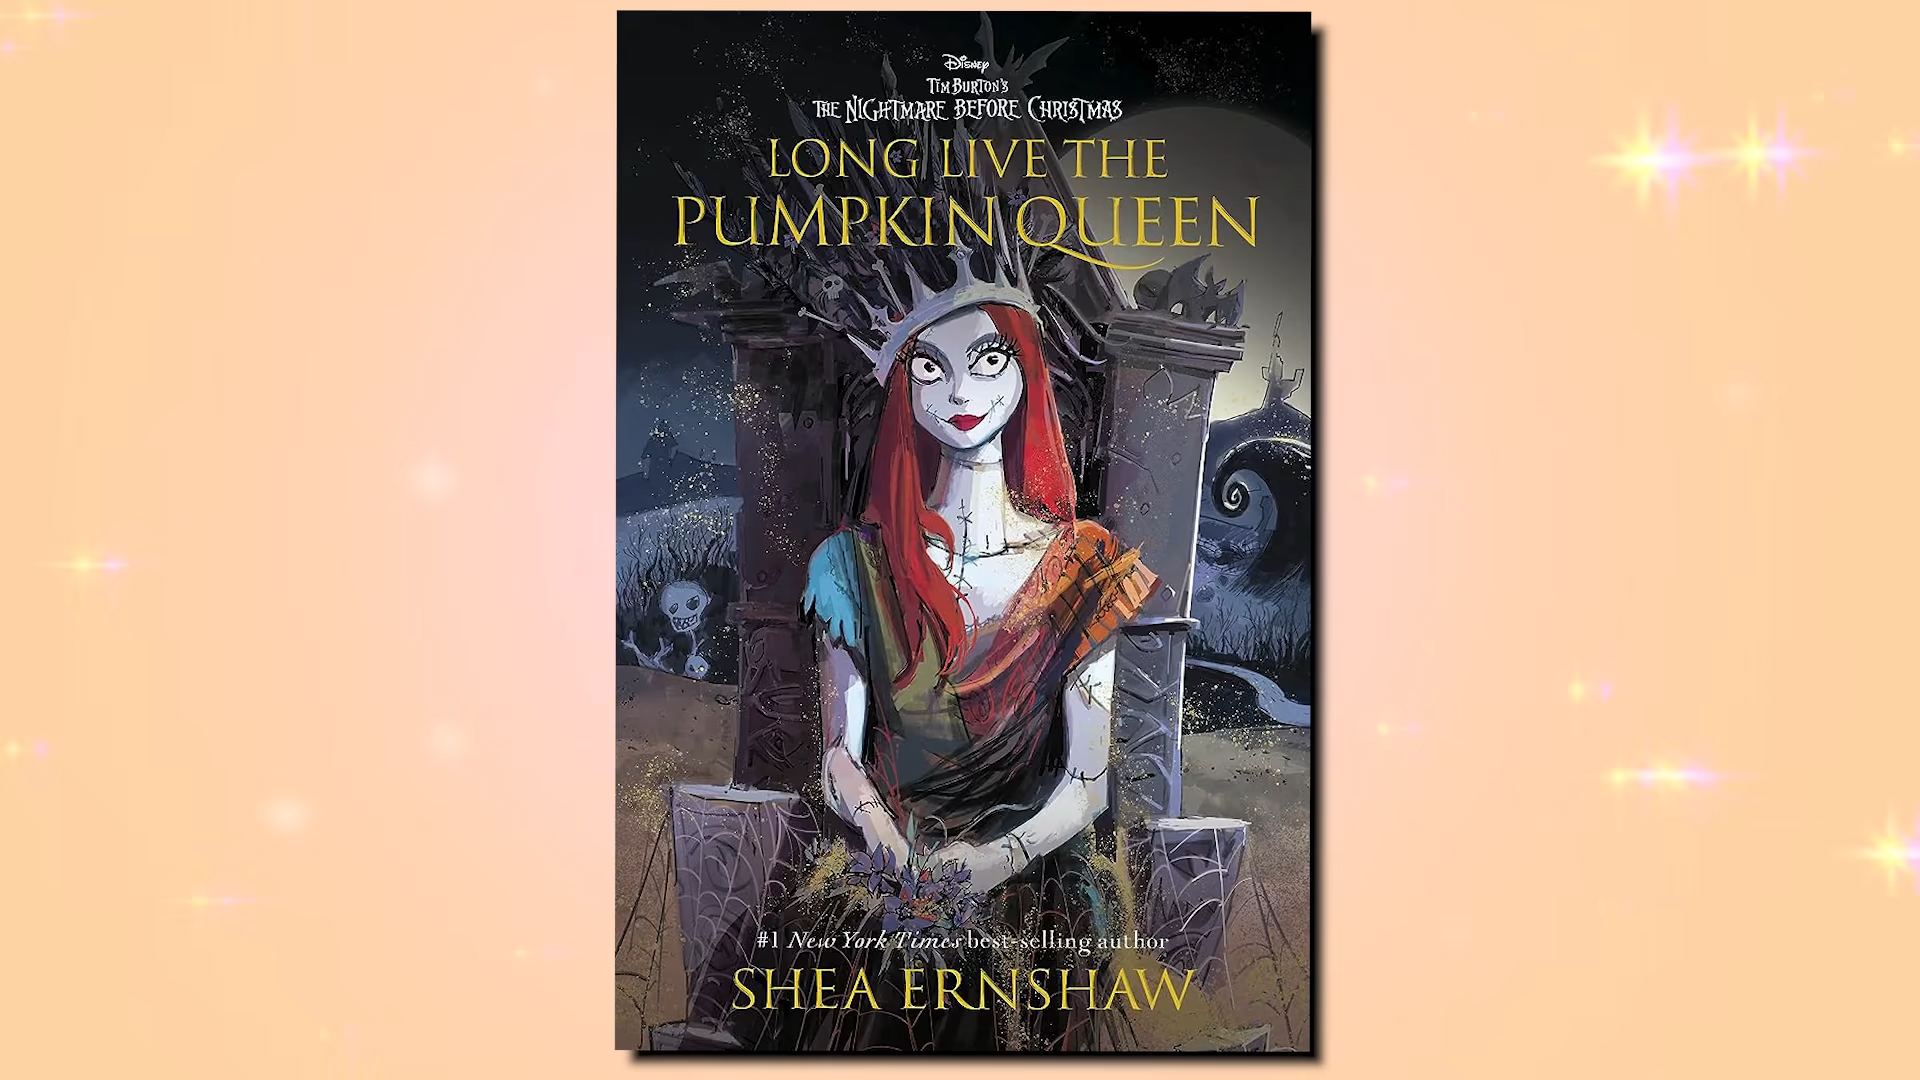 Disney
TIM BURTON'S
THE NIGHTMARE BEFORE CHRISTMAS
LONG LIVE THE
PUMPKIN QUEEN
#1 New York Times best-selling author
SHEA ERNSHAW